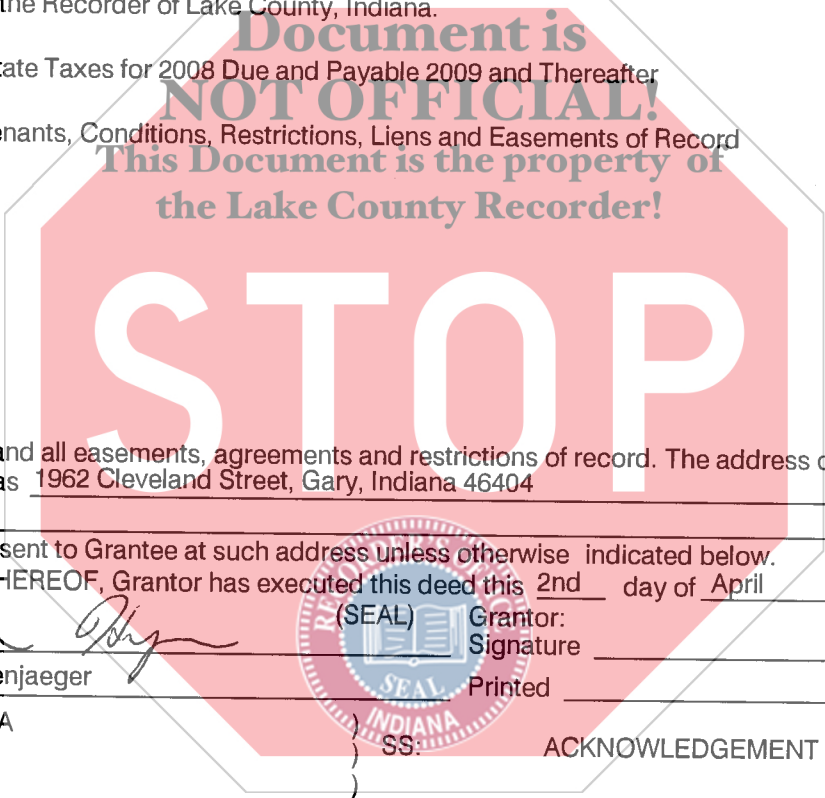 the Recorder of Lake County, Indiana.
Document is
ate Taxes for 2008 Due and Payable 2009 and Thereafter
NOT OFFICIAL!
enants, Conditions, Restrictions, Liens and Easements of Record
This Document is the property of
the Lake County Recorder!
STOP
and all easements, agreements and restrictions of record. The address o
as 1962 Cleveland Street, Gary, Indiana 46404
sent to Grantee at such address unless otherwise indicated below.
HEREOF, Grantor has executed this deed this 2nd day of April
(SEAL) Grantor:
Signature
enjaeger Printed
RECORDER'S OFFICE
SEAL
INDIANA
A
) SS: ACKNOWLEDGEMENT
)
)